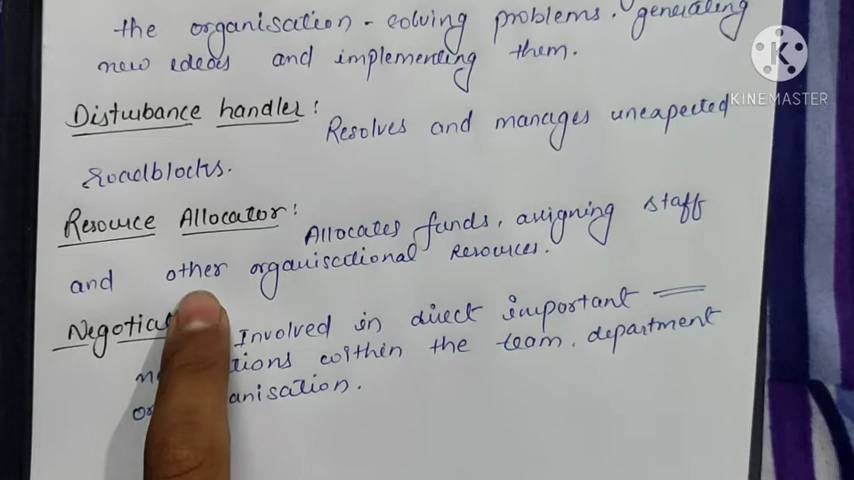 the organisation - solving problems, generating
new ideas and implementing them.
KINEMASTER
Disturbance handler:
Resolves and manages unexpected
roadblocks.
Resource Allocator:
Allocates funds, assigning staff
and other organisational resources.
Involved in direct important
within the team, department